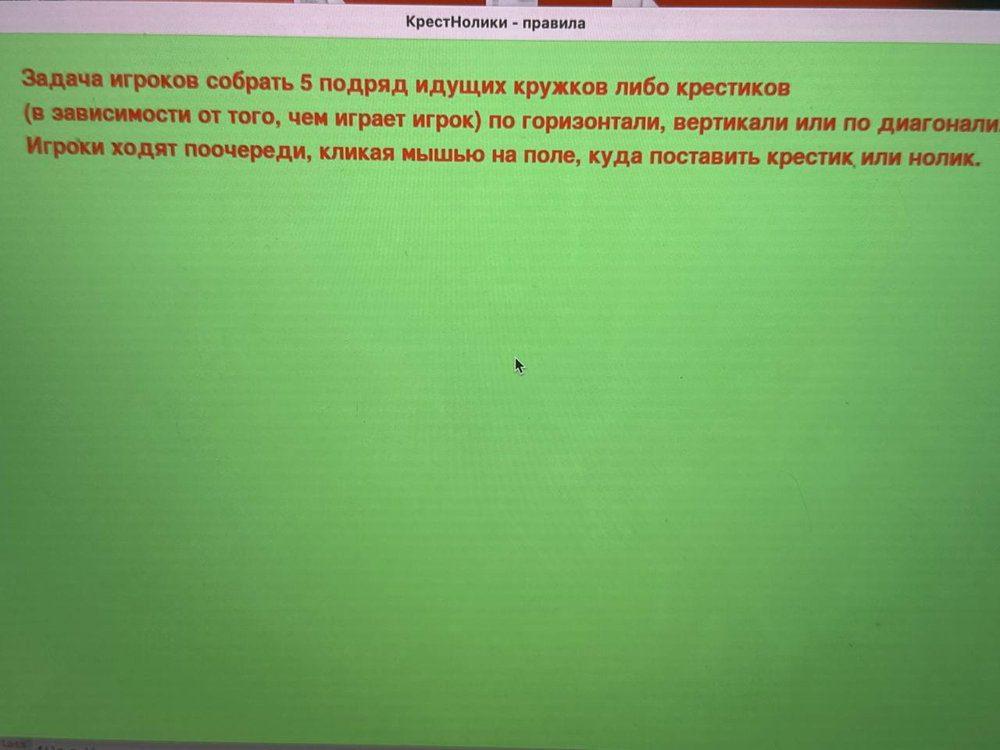 КрестНолики - правила
Задача игроков собрать 5 подряд идущих кружков либо крестиков
(в зависимости от того, чем играет игрок) по горизонтали, вертикали или по диагонали.
Игроки ходят поочереди, кликая мышью на поле, куда поставить крестик или нолик.